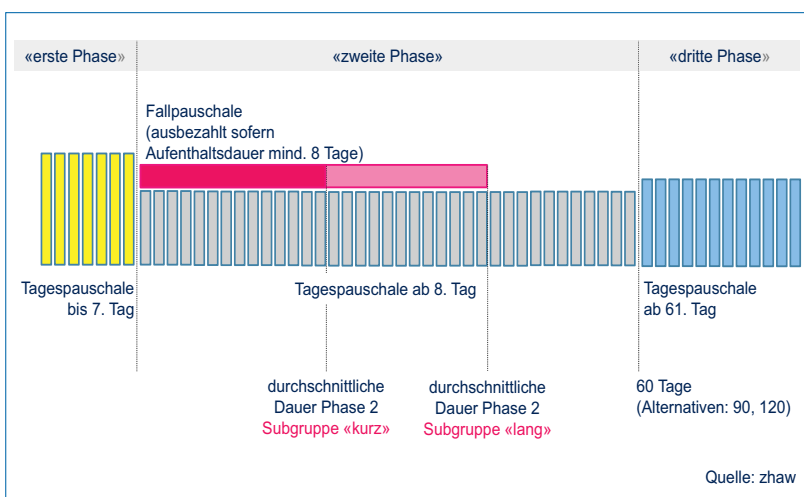 «erste Phase»
«zweite Phase»
«dritte Phase»
Fallpauschale
(ausbezahlt sofern
Aufenthaltsdauer mind. 8 Tage)
Tagespauschale
bis 7. Tag
Tagespauschale ab 8. Tag
Tagespauschale
ab 61. Tag
durchschnittliche
Dauer Phase 2
Subgruppe «kurz»
durchschnittliche
Dauer Phase 2
Subgruppe «lang»
60 Tage
(Alternativen: 90, 120)
Quelle: zhaw